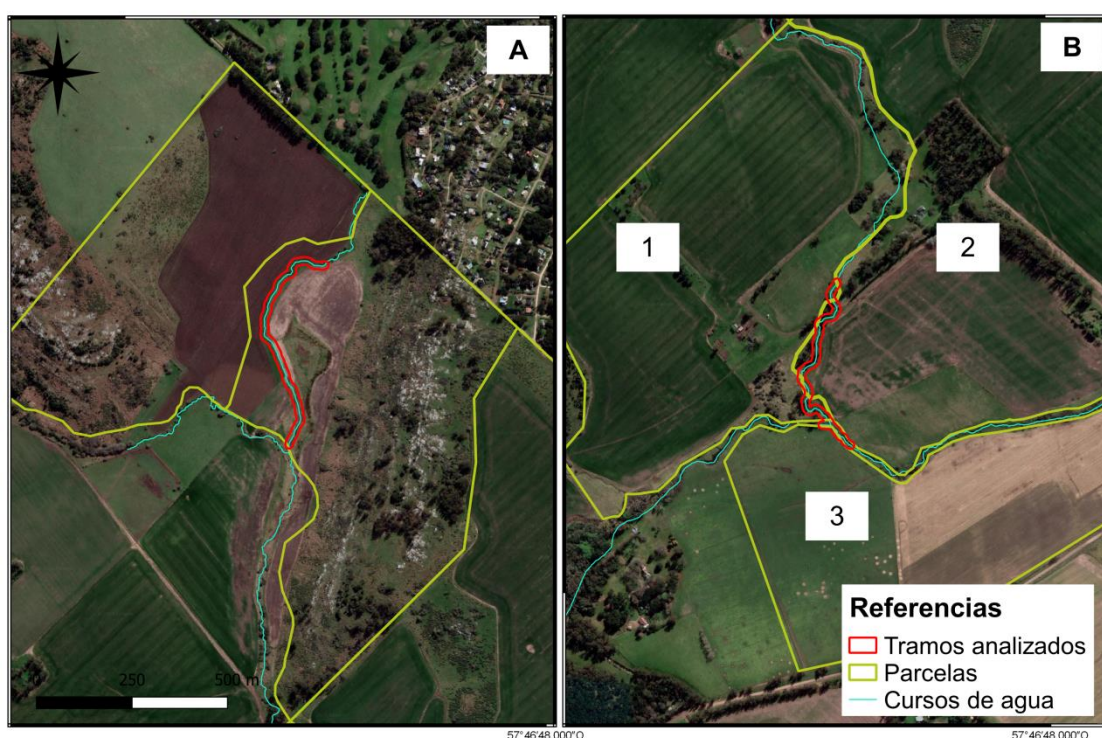 A
B
1
2
3
250
500 m
Referencias
Tramos analizados
Parcelas
Cursos de agua
57°46'48.000"O
57°46'48.000"O